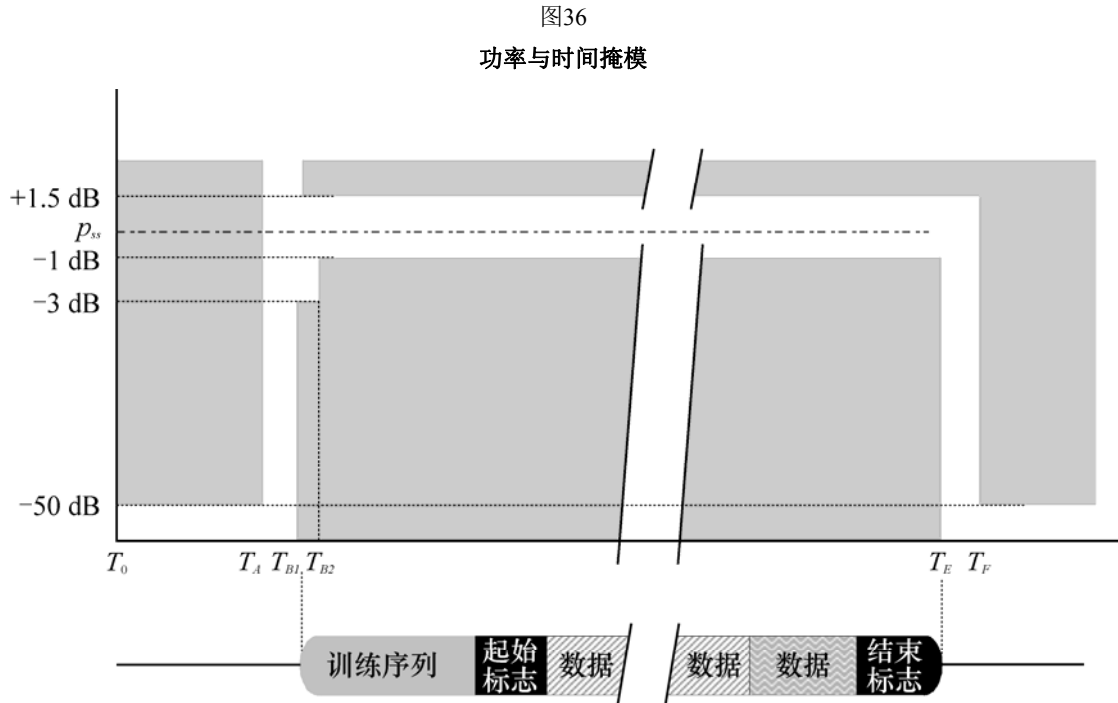 图36
功率与时间掩模
+1.5 dB
Pss
−1 dB
−3 dB
−50 dB
T0 TA TB1 TB2 TE TF
训练序列 起始标志 数据 数据 数据 结束标志